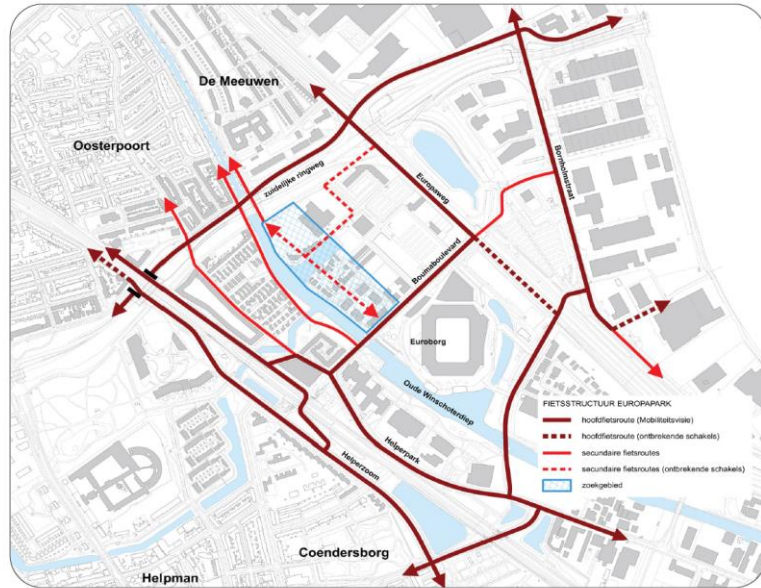 De Meeuwen
Oosterpoort
zuidelijke ringweg
Europaweg
Bornholmstraat
Boumaboulevard
Euroborg
Oude Winschoterdiep
Helperpark
Helperzoom
Coendersborg
Helpman
FIETSSTRUCTUUR EUROPAPARK
hoofdfietsroute (Mobiliteitsvisie)
hoofdfietsroute (ontbrekende schakels)
secundaire fietsroutes
secundaire fietsroutes (ontbrekende schakels)
zoekgebied